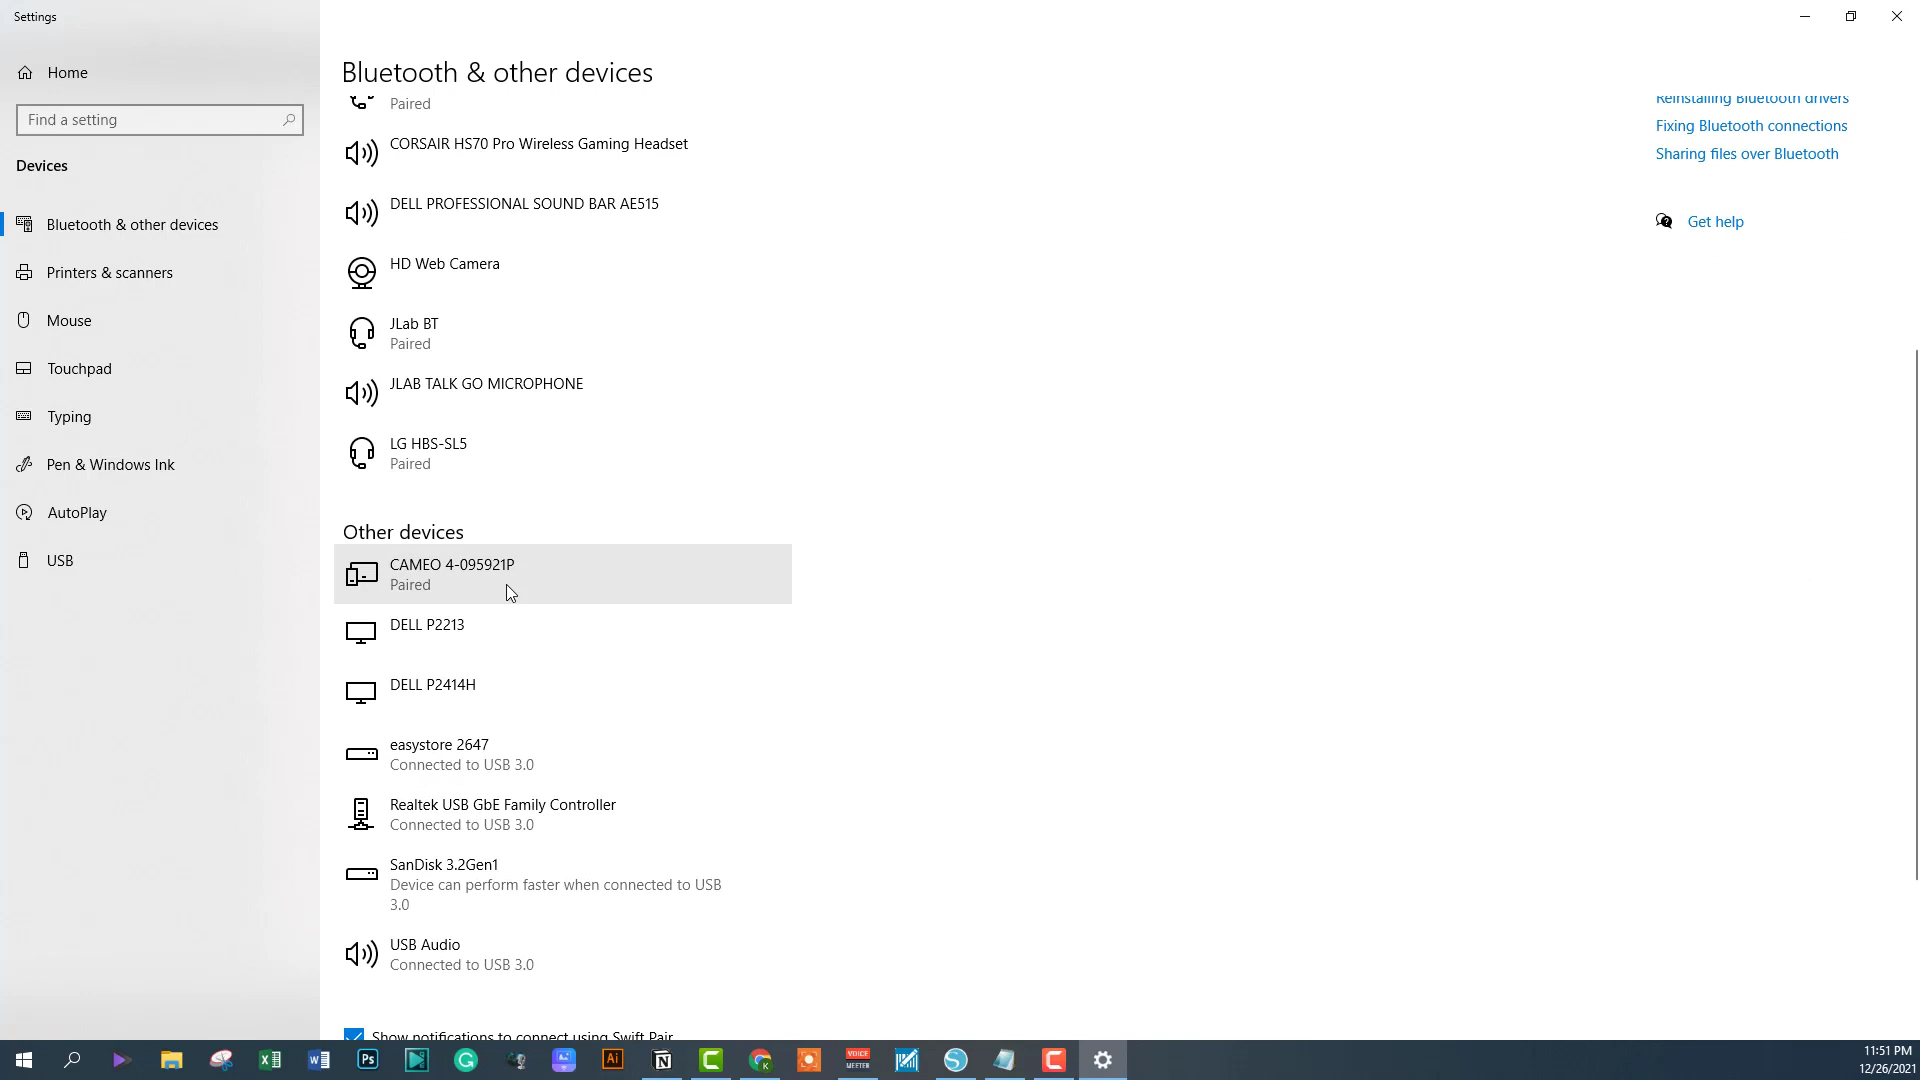 Settings
Home
Find a setting
Devices
Bluetooth & other devices
Printers & scanners
Mouse
Touchpad
Typing
Pen & Windows Ink
AutoPlay
USB
Bluetooth & other devices
Paired
CORSAIR HS70 Pro Wireless Gaming Headset
DELL PROFESSIONAL SOUND BAR AE515
HD Web Camera
JLab BT
Paired
JLAB TALK GO MICROPHONE
LG HBS-SL5
Paired
Other devices
CAMEO 4-095921P
Paired
DELL P2213
DELL P2414H
easystore 2647
Connected to USB 3.0
Realtek USB GbE Family Controller
Connected to USB 3.0
SanDisk 3.2Gen1
Device can perform faster when connected to USB
3.0
USB Audio
Connected to USB 3.0
Show notifications to connect using Swift Pair
Reinstalling Bluetooth drivers
Fixing Bluetooth connections
Sharing files over Bluetooth
Get help
Ps
Ai
K
VOICE
MEETER
11:51 PM
12/26/2021